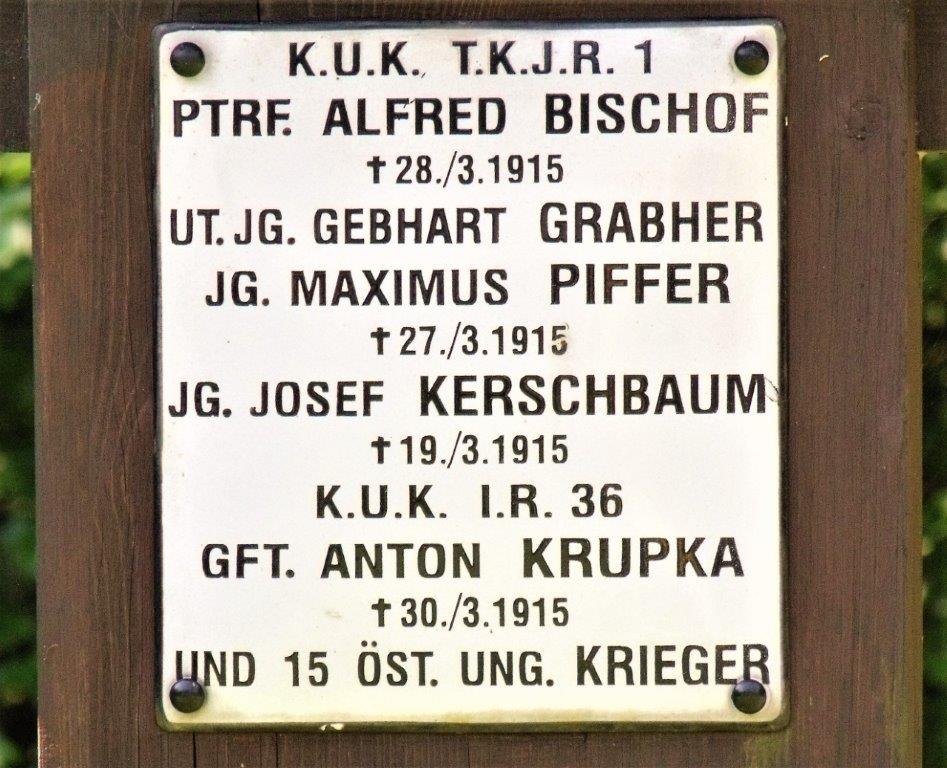 K.U.K. T.K.J.R. 1
PTRF. ALFRED BISCHOF
✝28./3.1915
UT.JG. GEBHART GRABHER
JG. MAXIMUS PIFFER
✝27./3.1915
JG. JOSEF KERSCHBAUM
✝19./3.1915
K.U.K. I.R. 36
GFT. ANTON KRUPKA
✝30./3.1915
UND 15 ÖST. UNG. KRIEGER